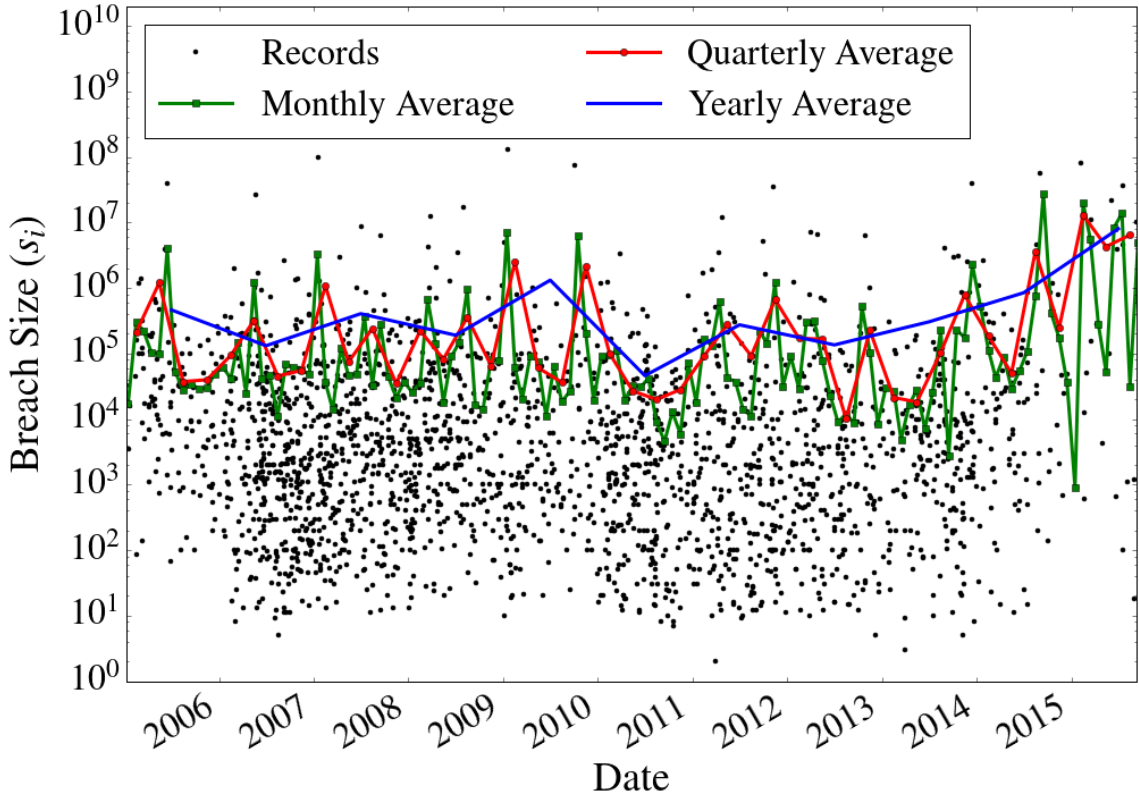 10^10
10^9
10^8
10^7
10^6
10^5
10^4
10^3
10^2
10^1
10^0
Breach Size (s_i)
Records
Monthly Average
Quarterly Average
Yearly Average
2006 2007 2008 2009 2010 2011 2012 2013 2014 2015
Date